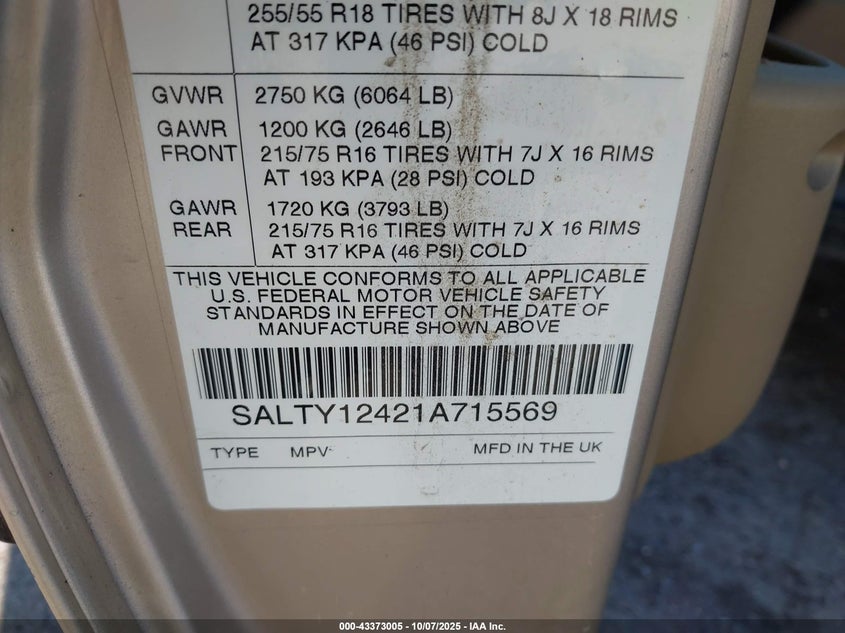 255/55 R18 TIRES WITH 8J X 18 RIMS
AT 317 KPA (46 PSI) COLD
GVWR 2750 KG (6064 LB)
GAWR 1200 KG (2646 LB)
FRONT 215/75 R16 TIRES WITH 7J X 16 RIMS
AT 193 KPA (28 PSI) COLD
GAWR 1720 KG (3793 LB)
REAR 215/75 R16 TIRES WITH 7J X 16 RIMS
AT 317 KPA (46 PSI) COLD
THIS VEHICLE CONFORMS TO ALL APPLICABLE
U.S. FEDERAL MOTOR VEHICLE SAFETY
STANDARDS IN EFFECT ON THE DATE OF
MANUFACTURE SHOWN ABOVE
SALTY12421A715569
TYPE MPV MFD IN THE UK
000-43373005 - 10/07/2025 - IAA Inc.